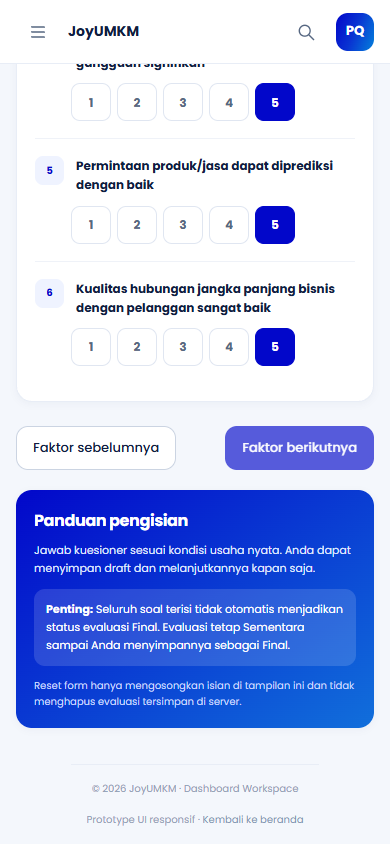 JoyUMKM
PQ
gangguan signifikan
1 2 3 4 5
5 Permintaan produk/jasa dapat diprediksi
dengan baik
1 2 3 4 5
6 Kualitas hubungan jangka panjang bisnis
dengan pelanggan sangat baik
1 2 3 4 5
Faktor sebelumnya
Faktor berikutnya
Panduan pengisian
Jawab kuesioner sesuai kondisi usaha nyata. Anda dapat
menyimpan draft dan melanjutkannya kapan saja.
Penting: Seluruh soal terisi tidak otomatis menjadikan
status evaluasi Final. Evaluasi tetap Sementara
sampai Anda menyimpannya sebagai Final.
Reset form hanya mengosongkan isian di tampilan ini dan tidak
menghapus evaluasi tersimpan di server.
© 2026 JoyUMKM · Dashboard Workspace
Prototype UI responsif · Kembali ke beranda